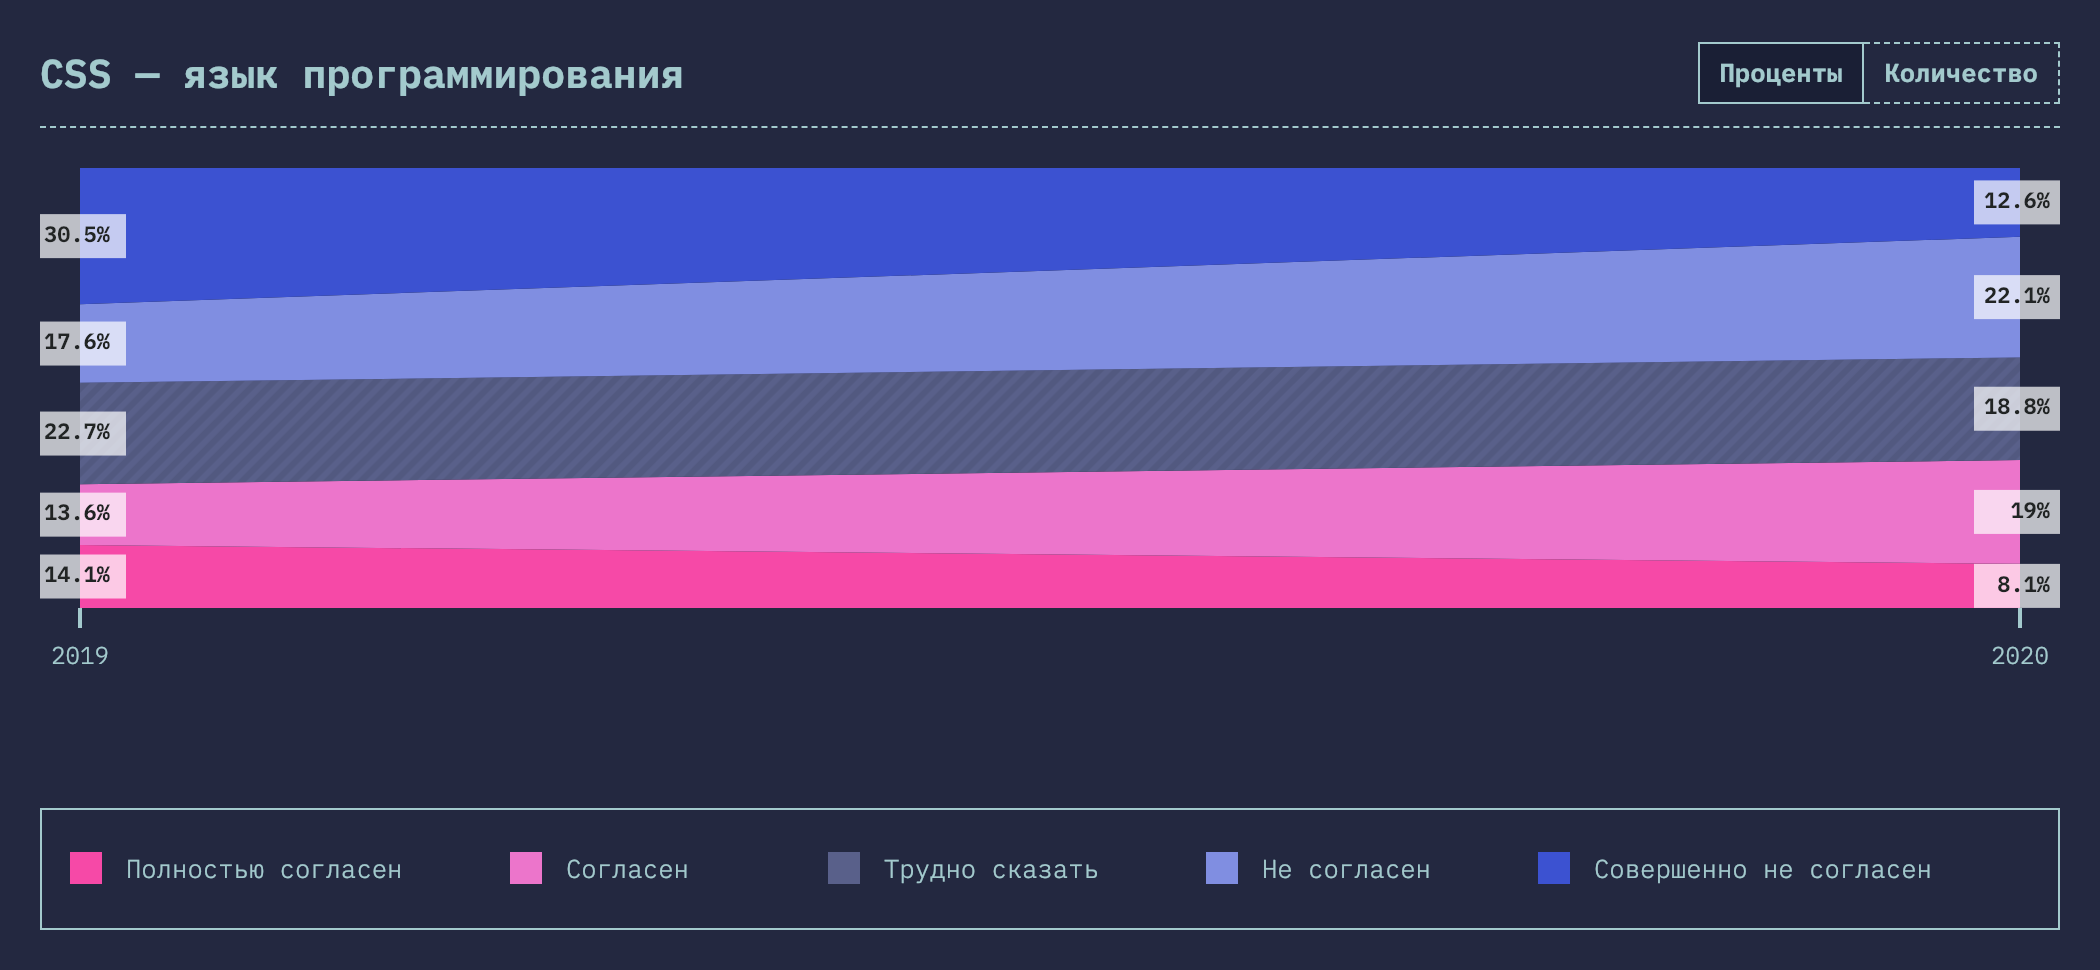 CSS — язык программирования
Проценты Количество
30.5% 12.6%
17.6% 22.1%
22.7% 18.8%
13.6% 19%
14.1% 8.1%
2019 2020
Полностью согласен Согласен Трудно сказать Не согласен Совершенно не согласен